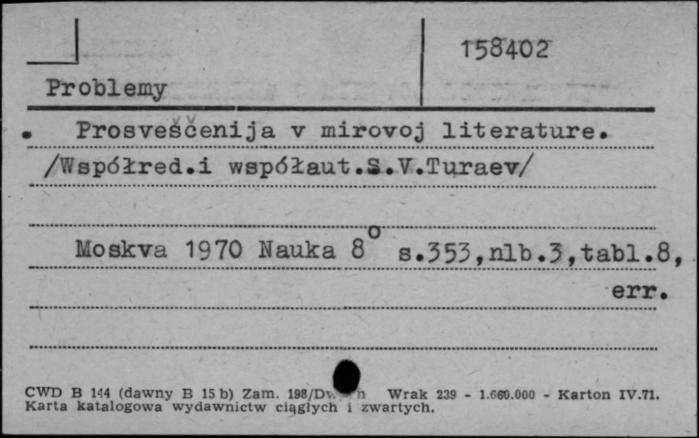 158402
Problemy
Prosveščenija v mirovoj literature.
/Współred.i współaut.S.V.Turaev/
Moskva 1970 Nauka 8° s.353,nlb.3,tabl.8,
err.
CWD B 144 (dawny B 15 b) Zam. 198/ Wrak 239 - 1.660.000 - Karton IV.71.
Karta katalogowa wydawnictw ciągłych i zwartych.